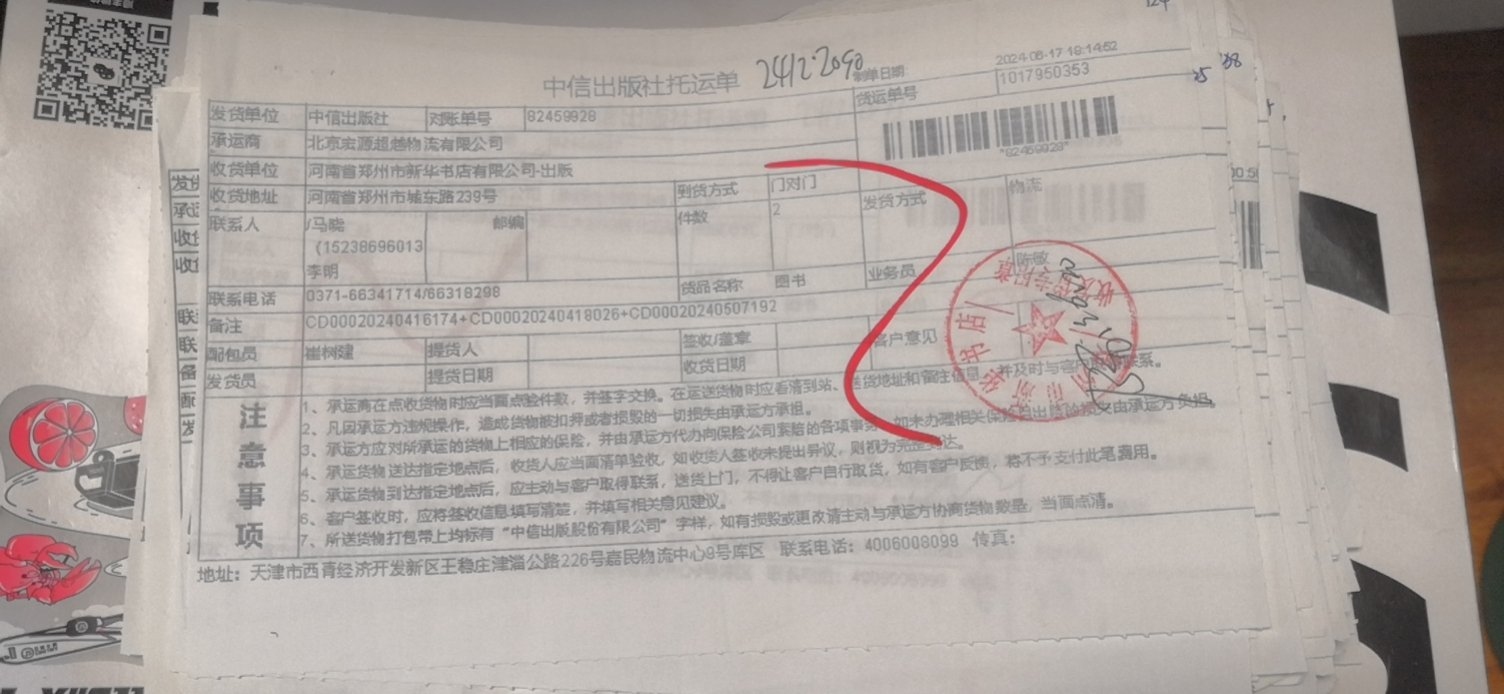 中信出版社托运单 2412·2090 制单日期 2024-06-17 18:14:52
发货单位 中信出版社 对账单号 82459928 货运单号 1017950353
承运商 北京宏源超越物流有限公司
*82459928*
收货单位 河南省郑州市新华书店有限公司-出版
收货地址 河南省郑州市城东路239号 到货方式 门对门 发货方式 物流
联系人 /马晓 邮编 件数 2
(15238696013
李明
联系电话 0371-66341714/66318298 货品名称 图书 业务员 陈敏
备注 CD00020240416174+CD00020240418026+CD00020240507192
配包员 崔树建 提货人 签收/盖章 客户意见
发货员 提货日期 收货日期
注意事项
1、承运商在点收货物时应当面点验件数，并签字交换。在运送货物时应看清到站、送货地址和备注信息，并及时与客
2、凡因承运方违规操作，造成货物被扣押或者损毁的一切损失由承运方承担。
3、承运方应对所承运的货物上相应的保险，并由承运方代办向保险公司索赔的各项事 如未办理相关保险 由承运方负担。
4、承运货物送达指定地点后，收货人应当面清单验收，如收货人签收未提出异议，则视为完 达。
5、承运货物到达指定地点后，应主动与客户取得联系，送货上门，不得让客户自行取货，如有客户反馈，将不予支付此笔费用。
6、客户签收时，应将签收信息填写清楚，并填写相关意见建议。
7、所送货物打包带上均标有“中信出版股份有限公司”字样，如有损毁或更改请主动与承运方协商货物数量，当面点清。
地址：天津市西青经济开发新区王稳庄津淄公路226号嘉民物流中心9号库区 联系电话：4006008099 传真：